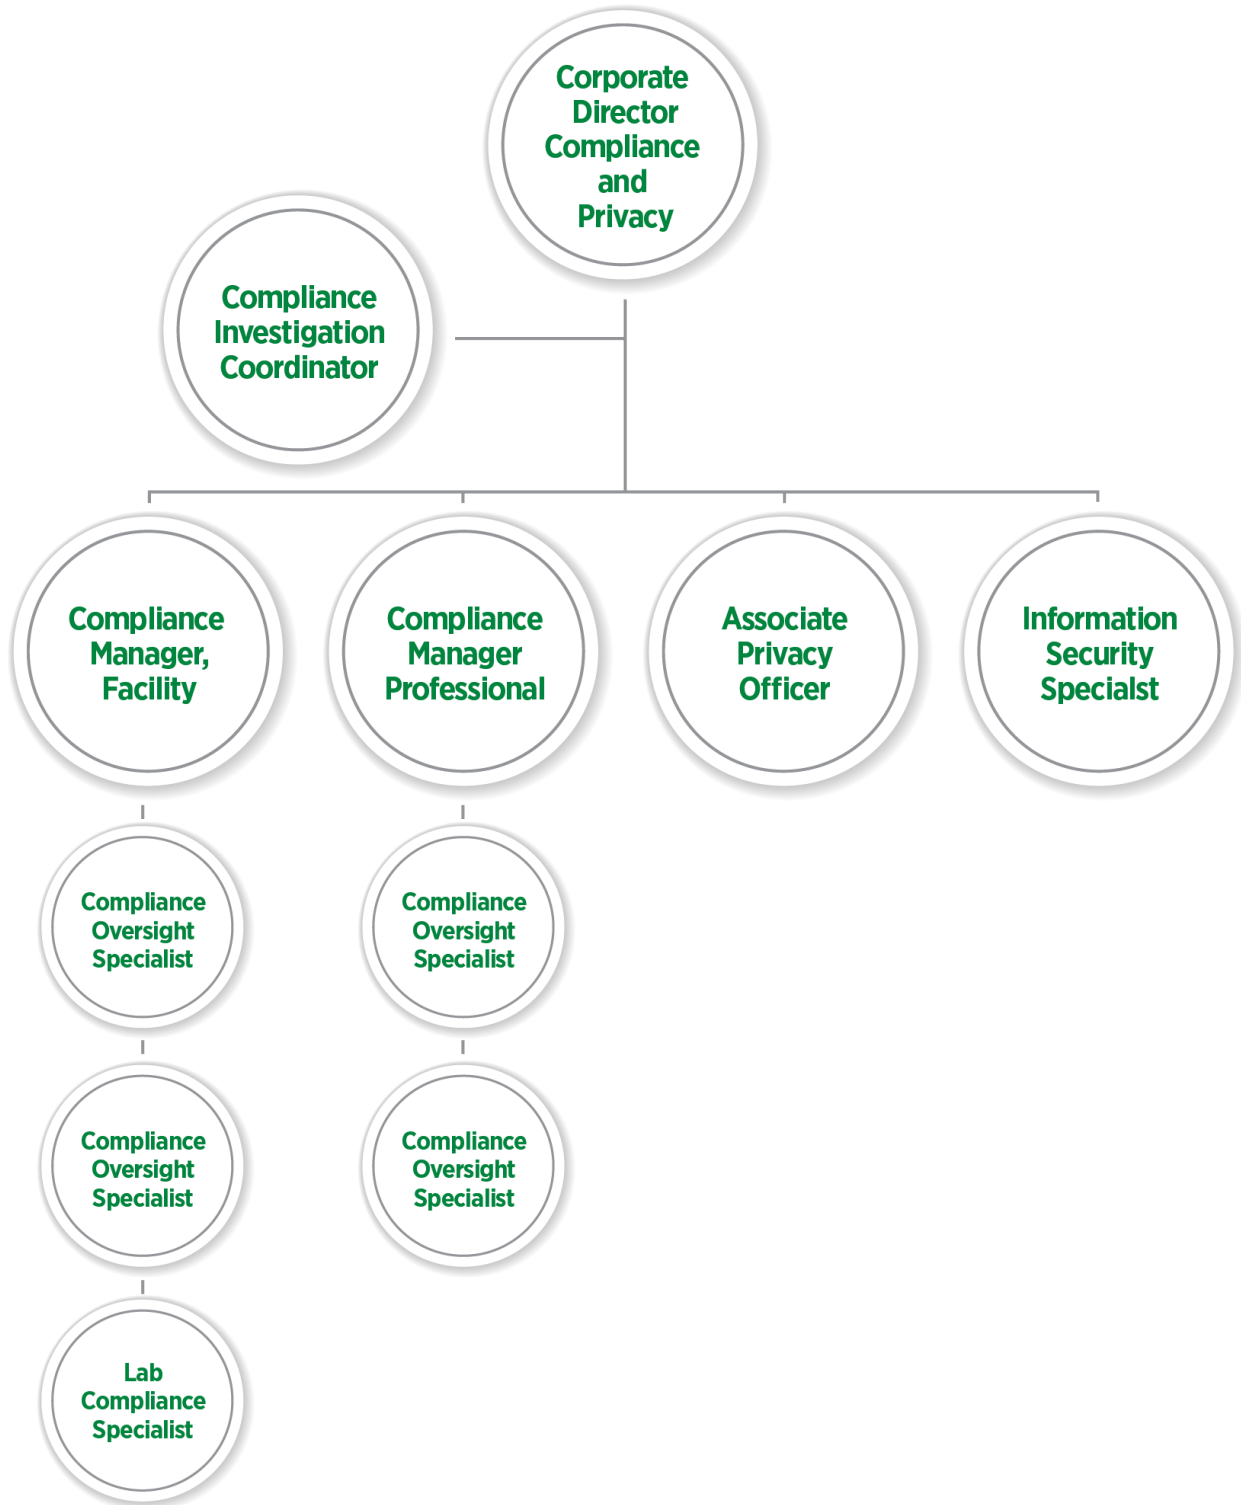 Corporate
Director
Compliance
and
Privacy
Compliance
Investigation
Coordinator
Compliance
Manager,
Facility
Compliance
Manager
Professional
Associate
Privacy
Officer
Information
Security
Specialst
Compliance
Oversight
Specialist
Compliance
Oversight
Specialist
Compliance
Oversight
Specialist
Compliance
Oversight
Specialist
Lab
Compliance
Specialist